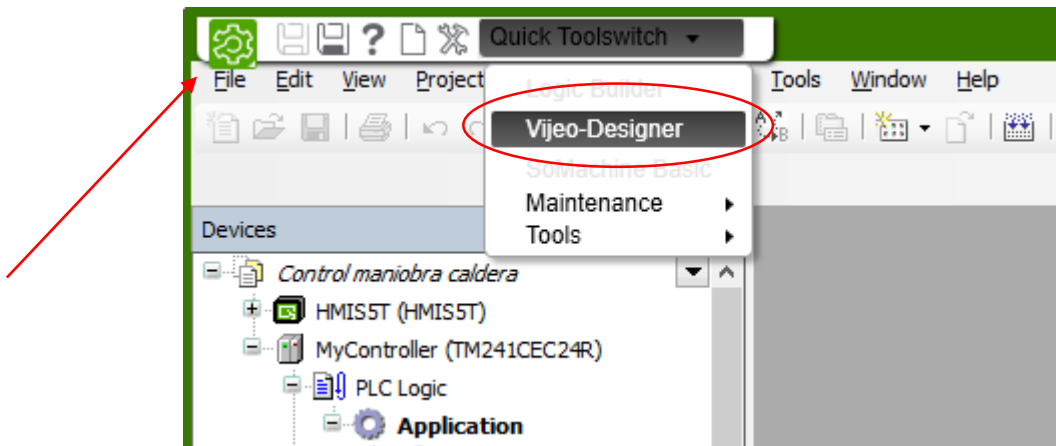 Quick Toolswitch
File Edit View Project Tools Window Help
Logic Builder
Vijeo-Designer
SoMachine Basic
Maintenance
Tools
Devices
Control maniobra caldera
HMIS5T (HMIS5T)
MyController (TM241CEC24R)
PLC Logic
Application